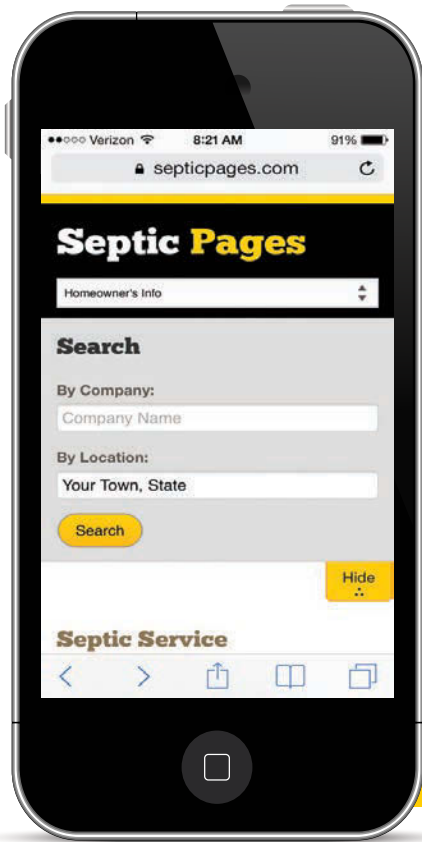 Verizon 8:21 AM 91%
septicpages.com
Septic Pages
Homeowner's Info
Search
By Company:
Company Name
By Location:
Your Town, State
Search
Hide
Septic Service